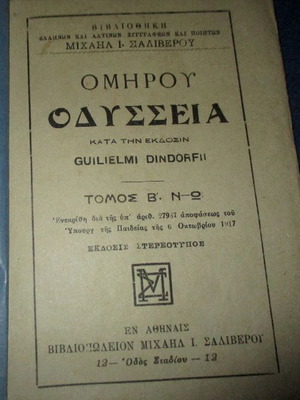 ΒΙΒΛΙΟΘΗΚΗ
ΕΛΛΗΝΩΝ ΚΑΙ ΛΑΤΙΝΩΝ ΣΥΓΓΡΑΦΕΩΝ ΚΑΙ ΠΟΙΗΤΩΝ
ΜΙΧΑΗΛ Ι· ΣΑΛΙΒΕΡΟΥ
ΟΜΗΡΟΥ
ΟΔΥΣΣΕΙΑ
ΚΑΤΑ ΤΗΝ ΕΚΔΟΣΙΝ
GUILIELMI DINDORFII
ΤΟΜΟΣ Β'. Ν—Ω
Ἐνεκρίθη διὰ τῆς ὑπ' ἀριθ. 27937 ἀποφάσεως τοῦ
Ὑπουργ τῆς Παιδείας τῆς 6 Ὀκτωβρίου 1917
ΕΚΔΟΣΙΣ ΣΤΕΡΕΟΤΥΠΟΣ
ΕΝ ΑΘΗΝΑΙΣ
ΒΙΒΛΙΟΠΩΛΕΙΟΝ ΜΙΧΑΗΛ Ι. ΣΑΛΙΒΕΡΟΥ
12— Ὁδὸς Σταδίου —12